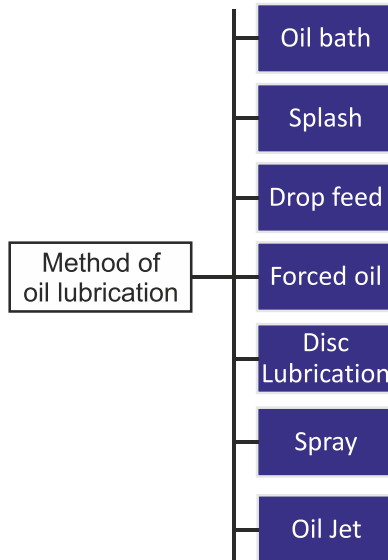 Oil bath
Splash
Drop feed
Method of
oil lubrication
Forced oil
Disc
Lubrication
Spray
Oil Jet